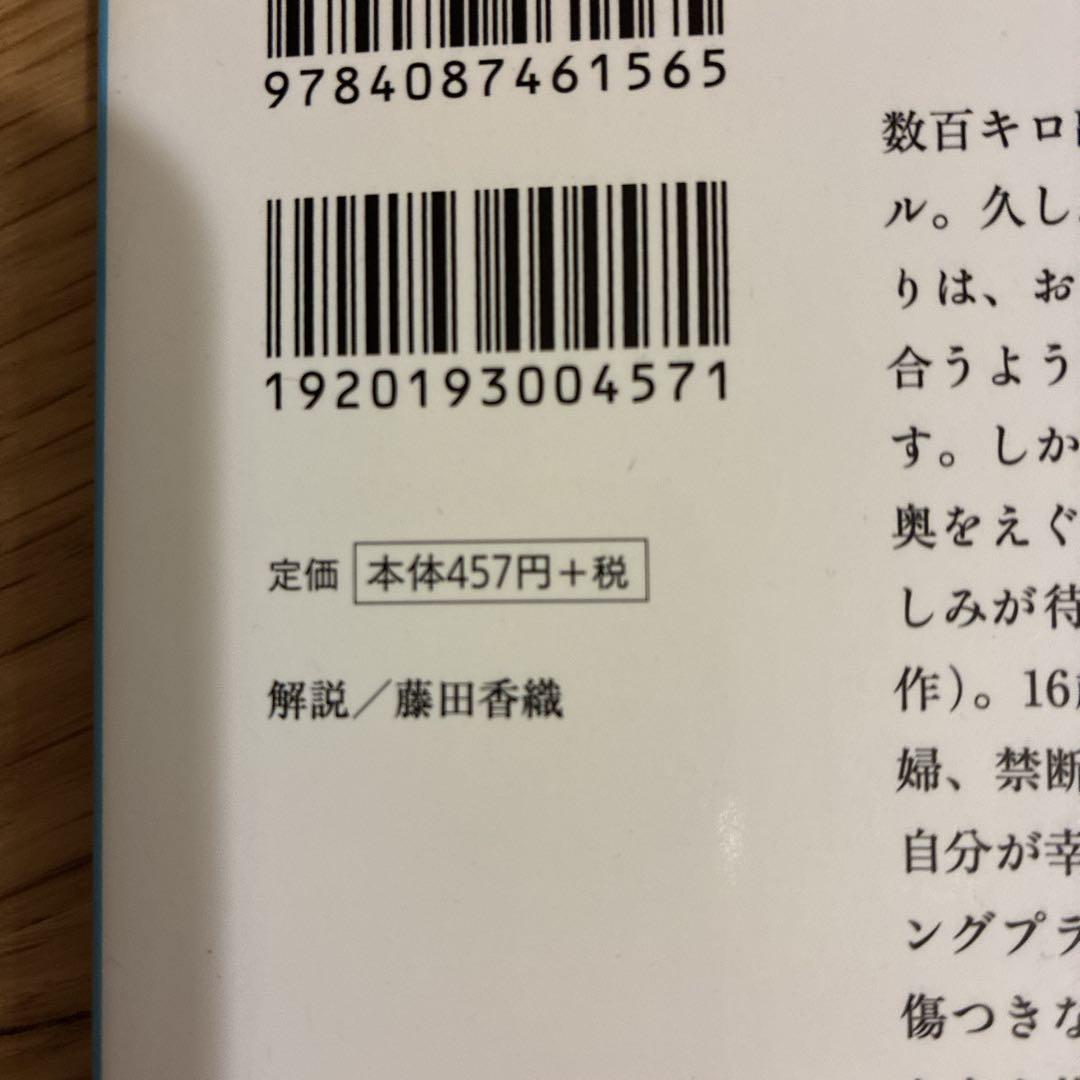 9784087461565
1920193004571
定価 本体457円+税
解説/藤田香織
数百キロ
ル。久し
りは、お
合うよう
す。しか
奥をえぐ
しみが待
作)。16
婦、禁断
自分が幸
ングプラ
傷つきな